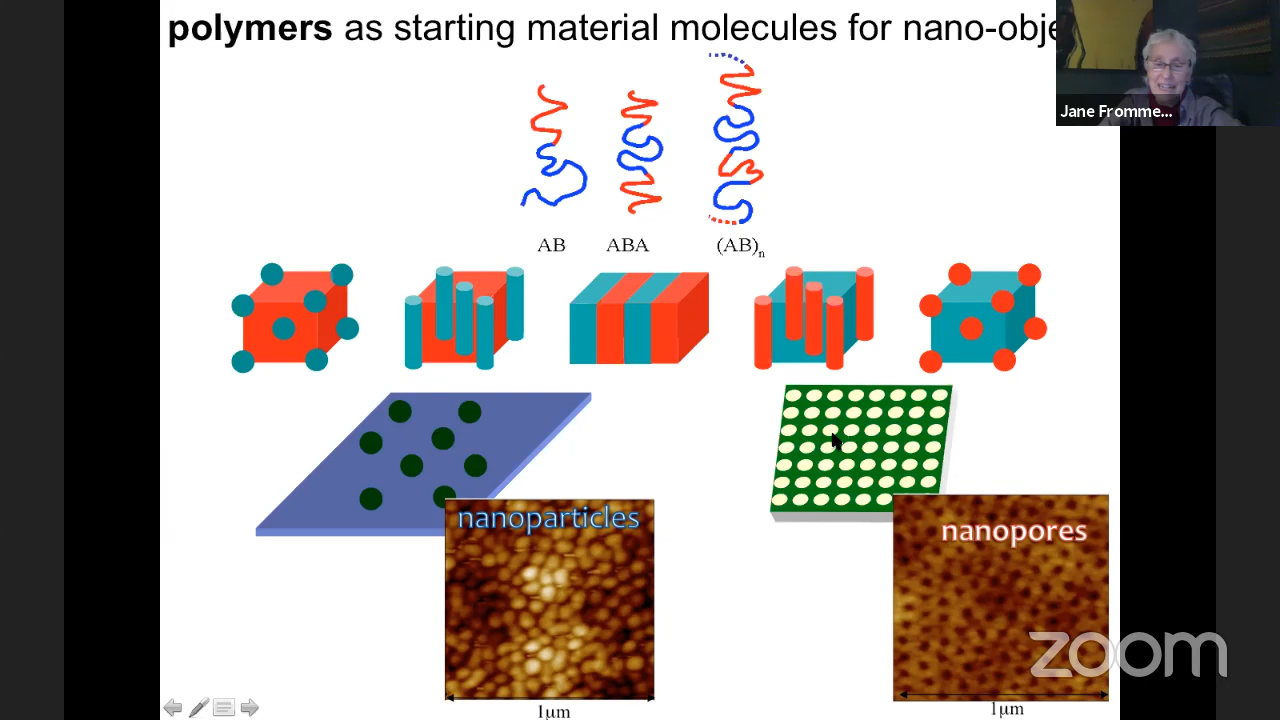 polymers as starting material molecules for nano-obje
Jane Fromme...
AB
ABA
(AB)n
nanoparticles
nanopores
zoom
1μm
1μm